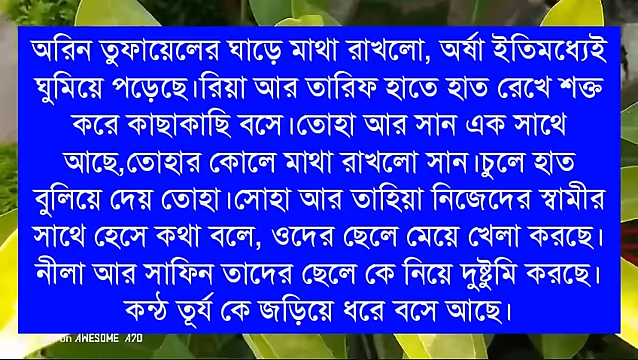 অরিন তুফায়েলের ঘাড়ে মাথা রাখলো, অর্ষা ইতিমধ্যেই
ঘুমিয়ে পড়েছে।রিয়া আর তারিফ হাতে হাত রেখে শক্ত
করে কাছাকাছি বসে।তোহা আর সান এক সাথে
আছে,তোহার কোলে মাথা রাখলো সান।চুলে হাত
বুলিয়ে দেয় তোহা।সোহা আর তাহিয়া নিজেদের স্বামীর
সাথে হেসে কথা বলে, ওদের ছেলে মেয়ে খেলা করছে।
নীলা আর সাফিন তাদের ছেলে কে নিয়ে দুষ্টুমি করছে।
কন্ঠ তূর্য কে জড়িয়ে ধরে বসে আছে।
on AWESOME A70